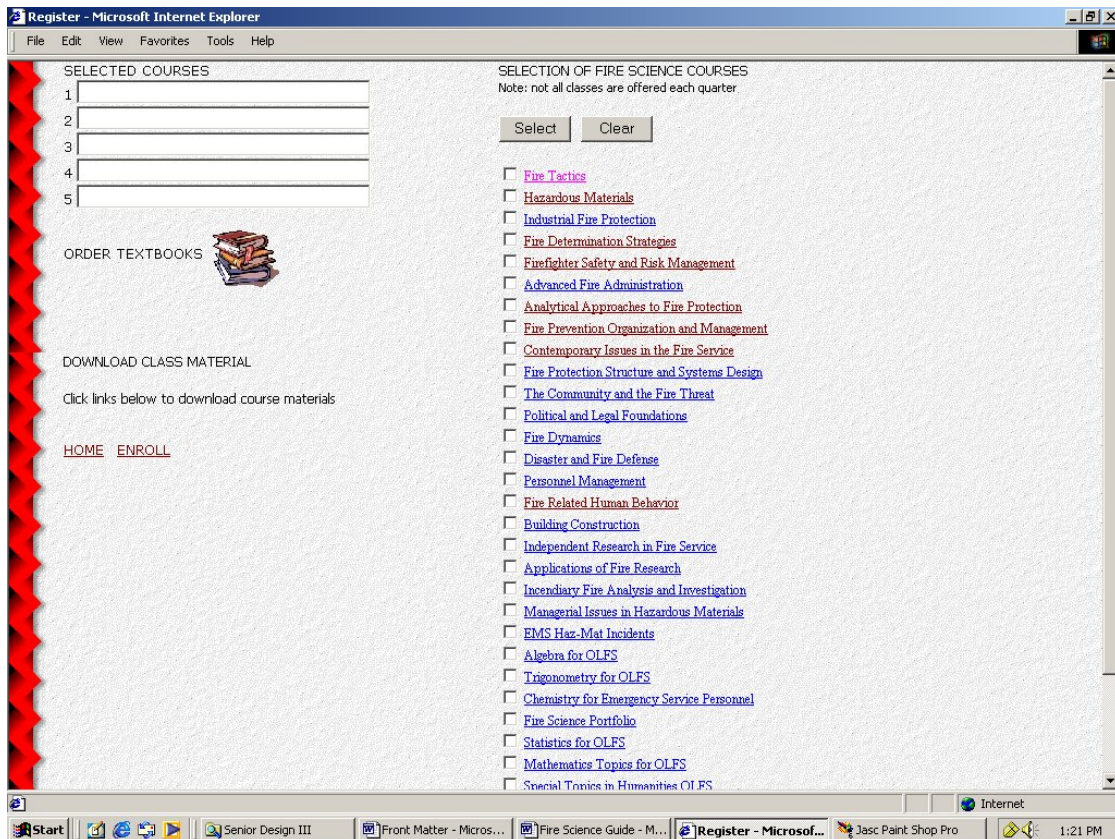 Register - Microsoft Internet Explorer
File Edit View Favorites Tools Help
SELECTED COURSES
1
2
3
4
5
ORDER TEXTBOOKS
DOWNLOAD CLASS MATERIAL
Click links below to download course materials
HOME ENROLL
SELECTION OF FIRE SCIENCE COURSES
Note: not all classes are offered each quarter
Select Clear
Fire Tactics
Hazardous Materials
Industrial Fire Protection
Fire Determination Strategies
Firefighter Safety and Risk Management
Advanced Fire Administration
Analytical Approaches to Fire Protection
Fire Prevention Organization and Management
Contemporary Issues in the Fire Service
Fire Protection Structure and Systems Design
The Community and the Fire Threat
Political and Legal Foundations
Fire Dynamics
Disaster and Fire Defense
Personnel Management
Fire Related Human Behavior
Building Construction
Independent Research in Fire Service
Applications of Fire Research
Incendiary Fire Analysis and Investigation
Managerial Issues in Hazardous Materials
EMS Haz-Mat Incidents
Algebra for OLFS
Trigonometry for OLFS
Chemistry for Emergency Service Personnel
Fire Science Portfolio
Statistics for OLFS
Mathematics Topics for OLFS
Special Topics in Humanities OLFS
Internet
Start Senior Design III Front Matter - Micros... Fire Science Guide - M... Register - Microsof... Jasc Paint Shop Pro 1:21 PM